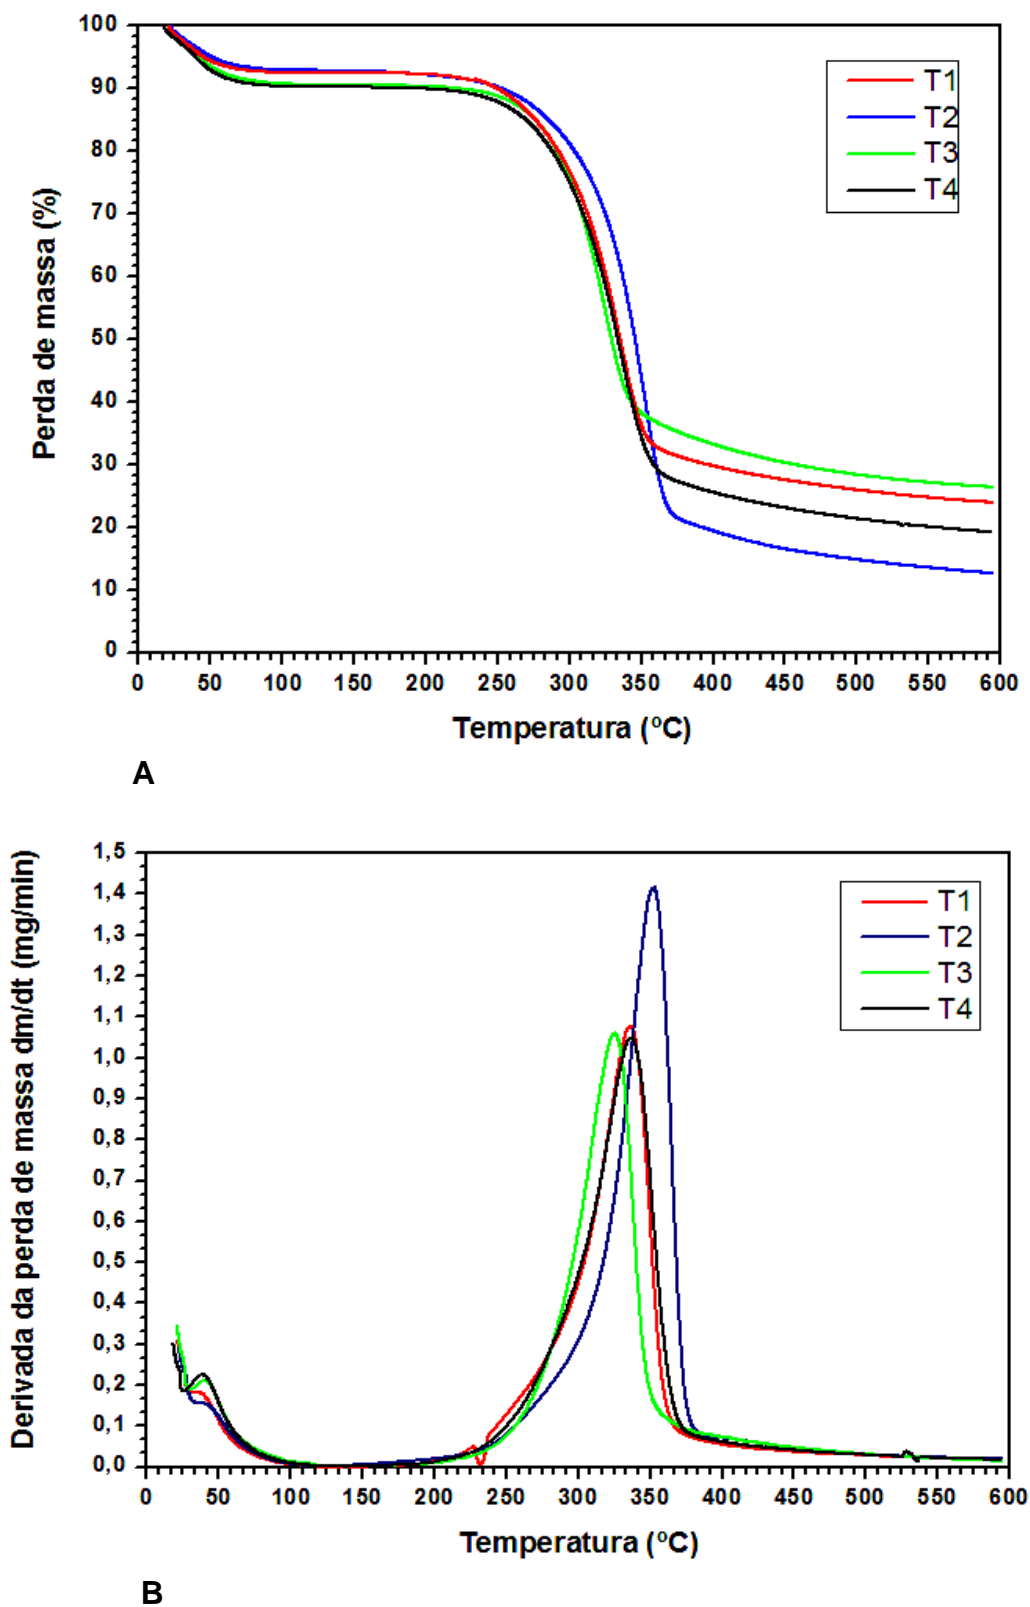 100
90
80
70
60
50
40
30
20
10
0
Perda de massa (%)
T1
T2
T3
T4
0 50 100 150 200 250 300 350 400 450 500 550 600
Temperatura (ºC)
A
1,5
1,4
1,3
1,2
1,1
1,0
0,9
0,8
0,7
0,6
0,5
0,4
0,3
0,2
0,1
0,0
Derivada da perda de massa dm/dt (mg/min)
T1
T2
T3
T4
0 50 100 150 200 250 300 350 400 450 500 550 600
Temperatura (ºC)
B